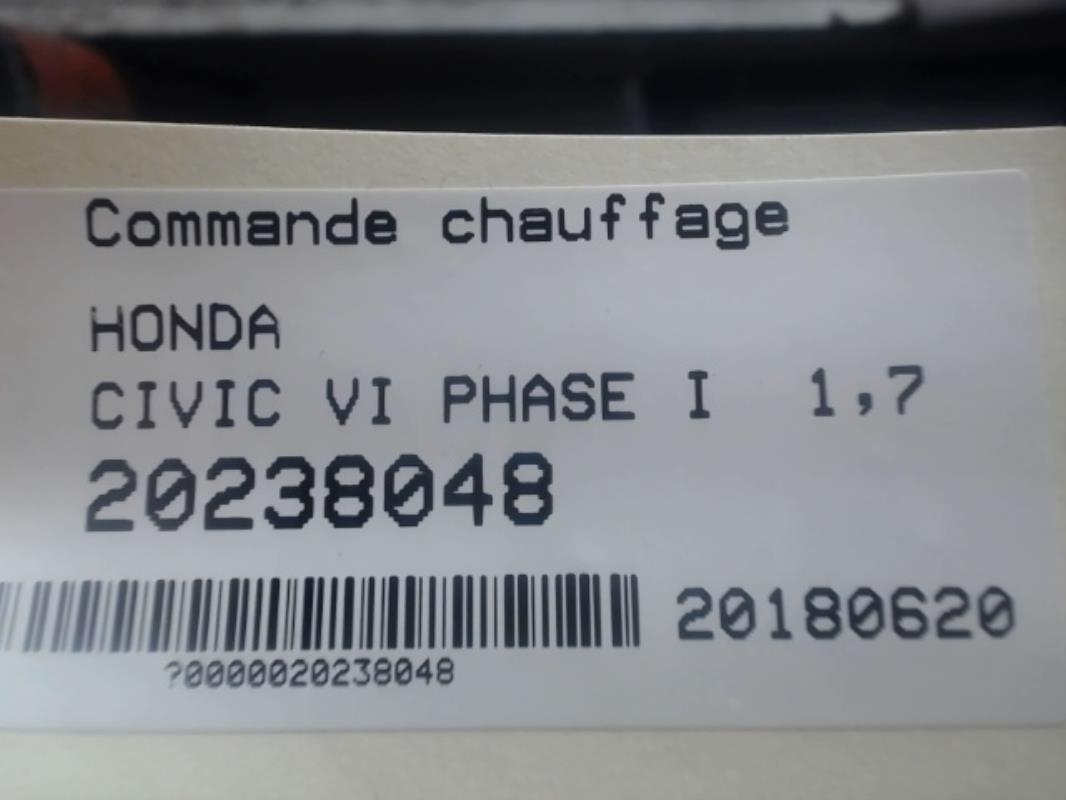 Commande chauffage
HONDA
CIVIC VI PHASE I 1,7
20238048
20180620
?0000020238048